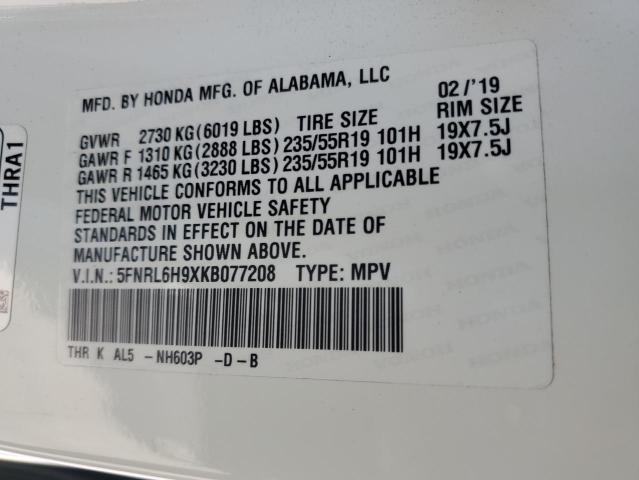 MFD. BY HONDA MFG. OF ALABAMA, LLC 02/'19
GVWR 2730 KG(6019 LBS) TIRE SIZE RIM SIZE
GAWR F 1310 KG(2888 LBS) 235/55R19 101H 19X7.5J
GAWR R 1465 KG(3230 LBS) 235/55R19 101H 19X7.5J
THIS VEHICLE CONFORMS TO ALL APPLICABLE
FEDERAL MOTOR VEHICLE SAFETY
STANDARDS IN EFFECT ON THE DATE OF
MANUFACTURE SHOWN ABOVE.
V.I.N.: 5FNRL6H9XKB077208 TYPE: MPV
THR K AL5 -NH603P -D-B
THRA1